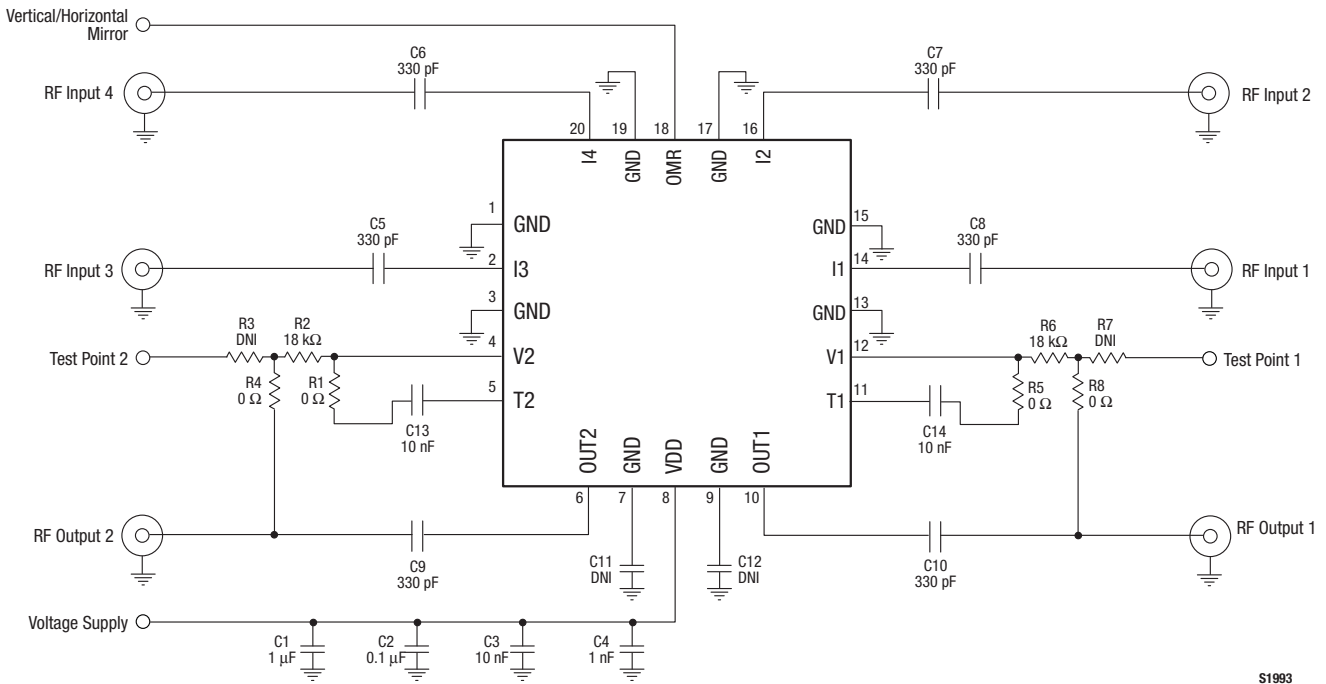 Vertical/Horizontal
Mirror
C6
330 pF
C7
330 pF
RF Input 4
RF Input 2
20
19
18
17
16
I4
GND
OMR
GND
I2
1
GND
15
GND
C5
330 pF
C8
330 pF
RF Input 3
2
I3
14
I1
RF Input 1
3
GND
13
GND
R3
DNI
R2
18 kΩ
R6
18 kΩ
R7
DNI
Test Point 2
4
V2
12
V1
Test Point 1
R4
0 Ω
R1
0 Ω
R5
0 Ω
R8
0 Ω
5
T2
11
T1
C13
10 nF
C14
10 nF
OUT2
GND
VDD
GND
OUT1
6
7
8
9
10
RF Output 2
RF Output 1
C9
330 pF
C11
DNI
C12
DNI
C10
330 pF
Voltage Supply
C1
1 µF
C2
0.1 µF
C3
10 nF
C4
1 nF
S1993